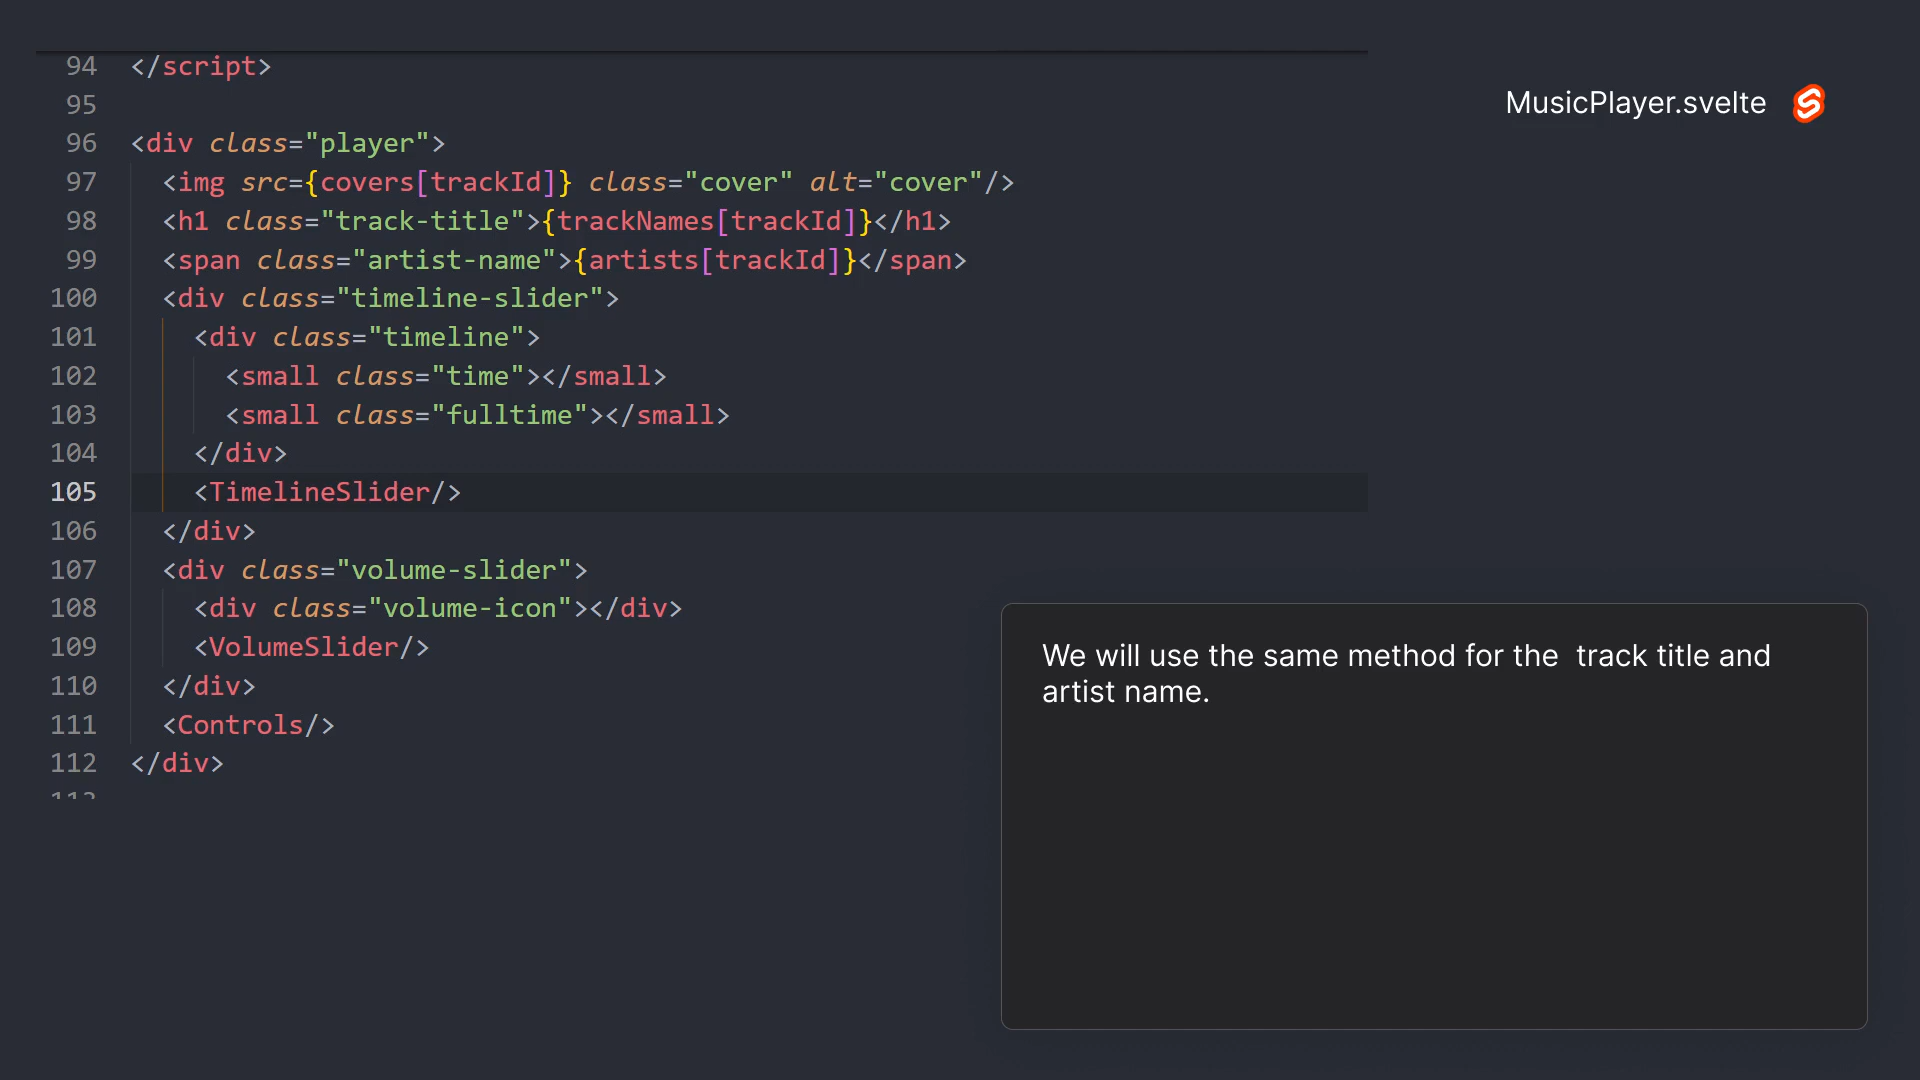 94 </script>
95
96 <div class="player">
97 <img src={covers[trackId]} class="cover" alt="cover"/>
98 <h1 class="track-title">{trackNames[trackId]}</h1>
99 <span class="artist-name">{artists[trackId]}</span>
100 <div class="timeline-slider">
101 <div class="timeline">
102 <small class="time"></small>
103 <small class="fulltime"></small>
104 </div>
105 <TimelineSlider/>
106 </div>
107 <div class="volume-slider">
108 <div class="volume-icon"></div>
109 <VolumeSlider/>
110 </div>
111 <Controls/>
112 </div>
113
MusicPlayer.svelte
We will use the same method for the  track title and
artist name.